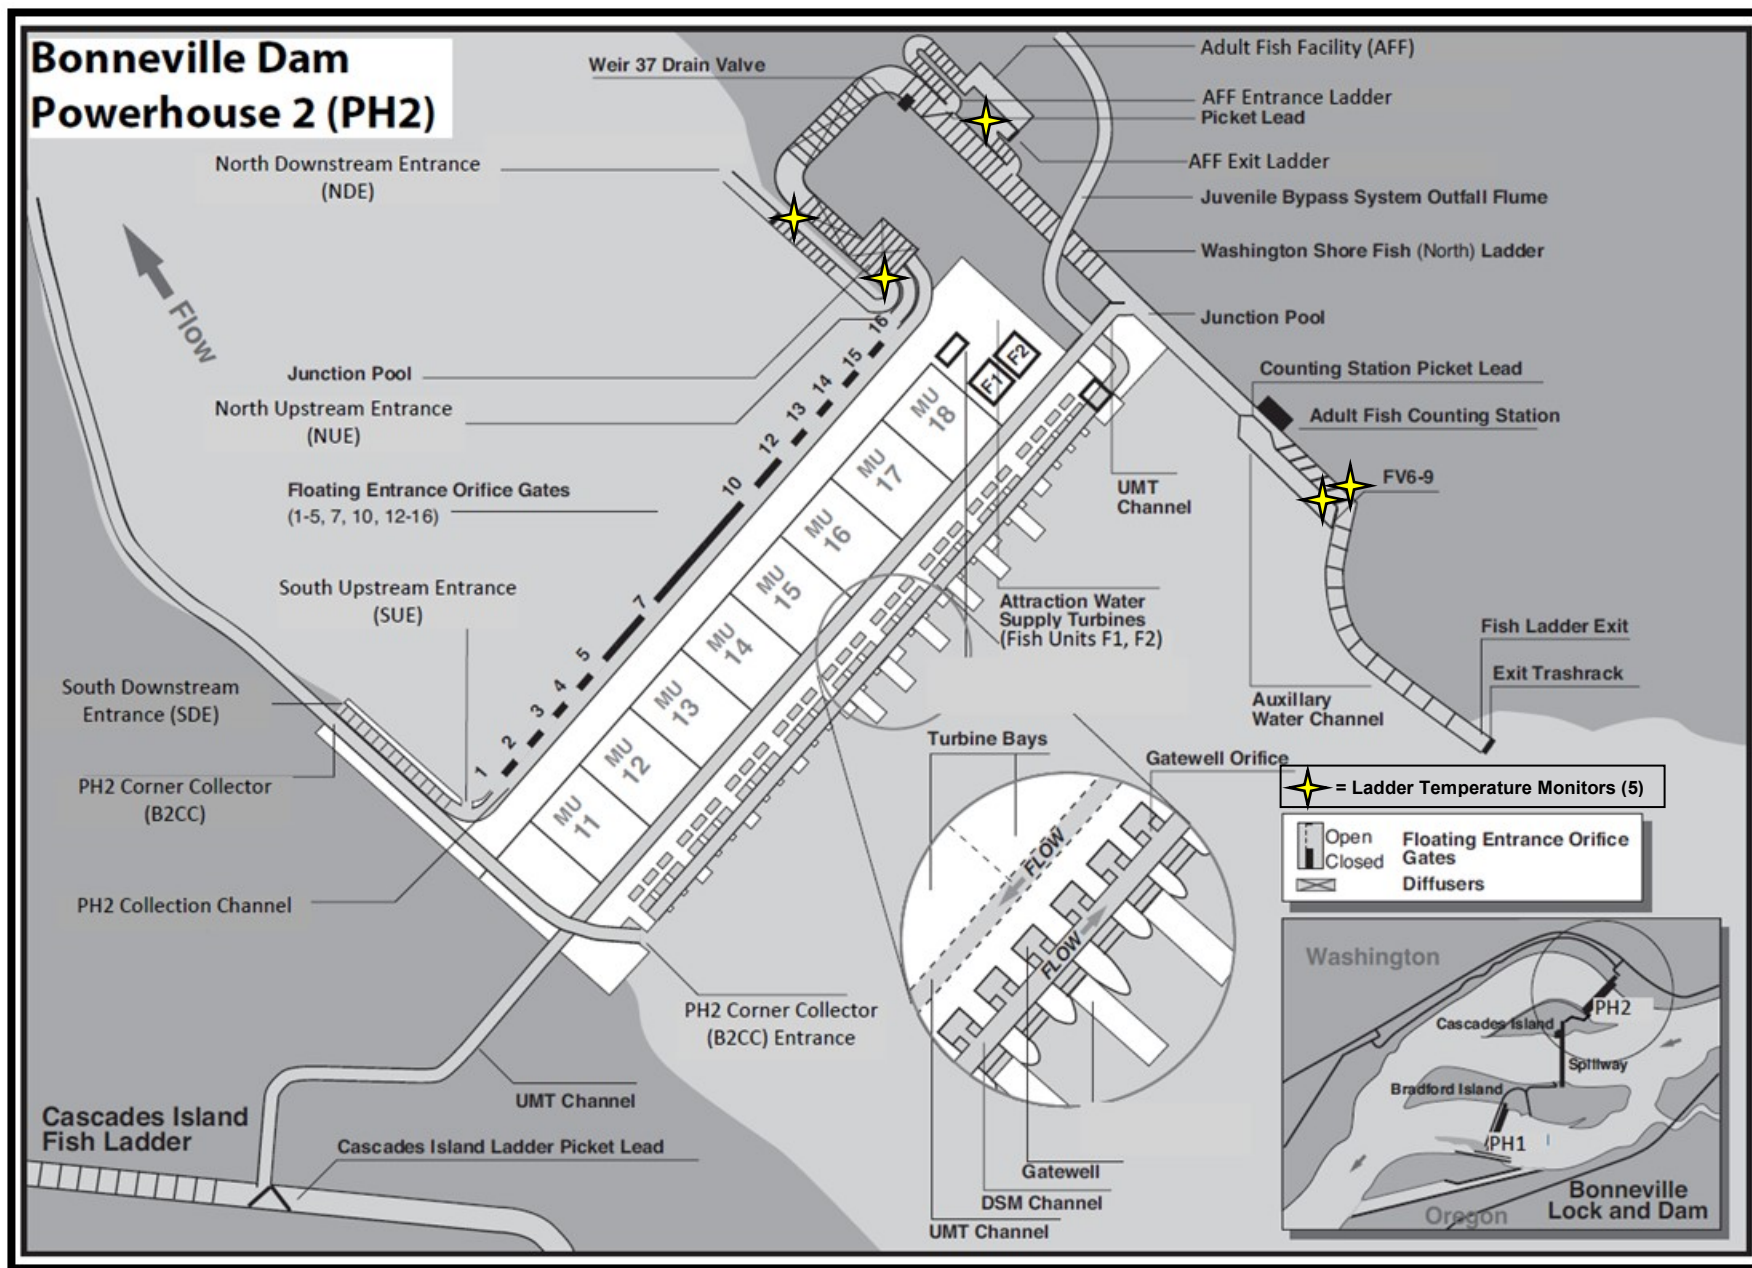 Bonneville Dam
Powerhouse 2 (PH2)
Weir 37 Drain Valve
Adult Fish Facility (AFF)
AFF Entrance Ladder
Picket Lead
AFF Exit Ladder
Juvenile Bypass System Outfall Flume
Washington Shore Fish (North) Ladder
Junction Pool
Counting Station Picket Lead
Adult Fish Counting Station
FV6-9
North Downstream Entrance
(NDE)
Flow
Junction Pool
North Upstream Entrance
(NUE)
Floating Entrance Orifice Gates
(1-5, 7, 10, 12-16)
South Upstream Entrance
(SUE)
South Downstream
Entrance (SDE)
PH2 Corner Collector
(B2CC)
PH2 Collection Channel
16
15
14
13
12
10
7
5
4
3
2
1
F2
F1
MU
18
MU
17
MU
16
MU
15
MU
14
MU
13
MU
12
MU
11
UMT
Channel
Attraction Water
Supply Turbines
(Fish Units F1, F2)
Auxillary
Water Channel
Fish Ladder Exit
Exit Trashrack
Turbine Bays
Gatewell Orifice
FLOW
FLOW
PH2 Corner Collector
(B2CC) Entrance
UMT Channel
Gatewell
DSM Channel
UMT Channel
Cascades Island
Fish Ladder
Cascades Island Ladder Picket Lead
= Ladder Temperature Monitors (5)
Open
Closed
Floating Entrance Orifice
Gates
Diffusers
Washington
PH2
Cascades Island
Spillway
Bradford Island
PH1
Oregon
Bonneville
Lock and Dam